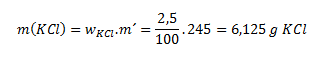 m(KCl) = w_KCl . m´ = 2,5/100 . 245 = 6,125 g KCl